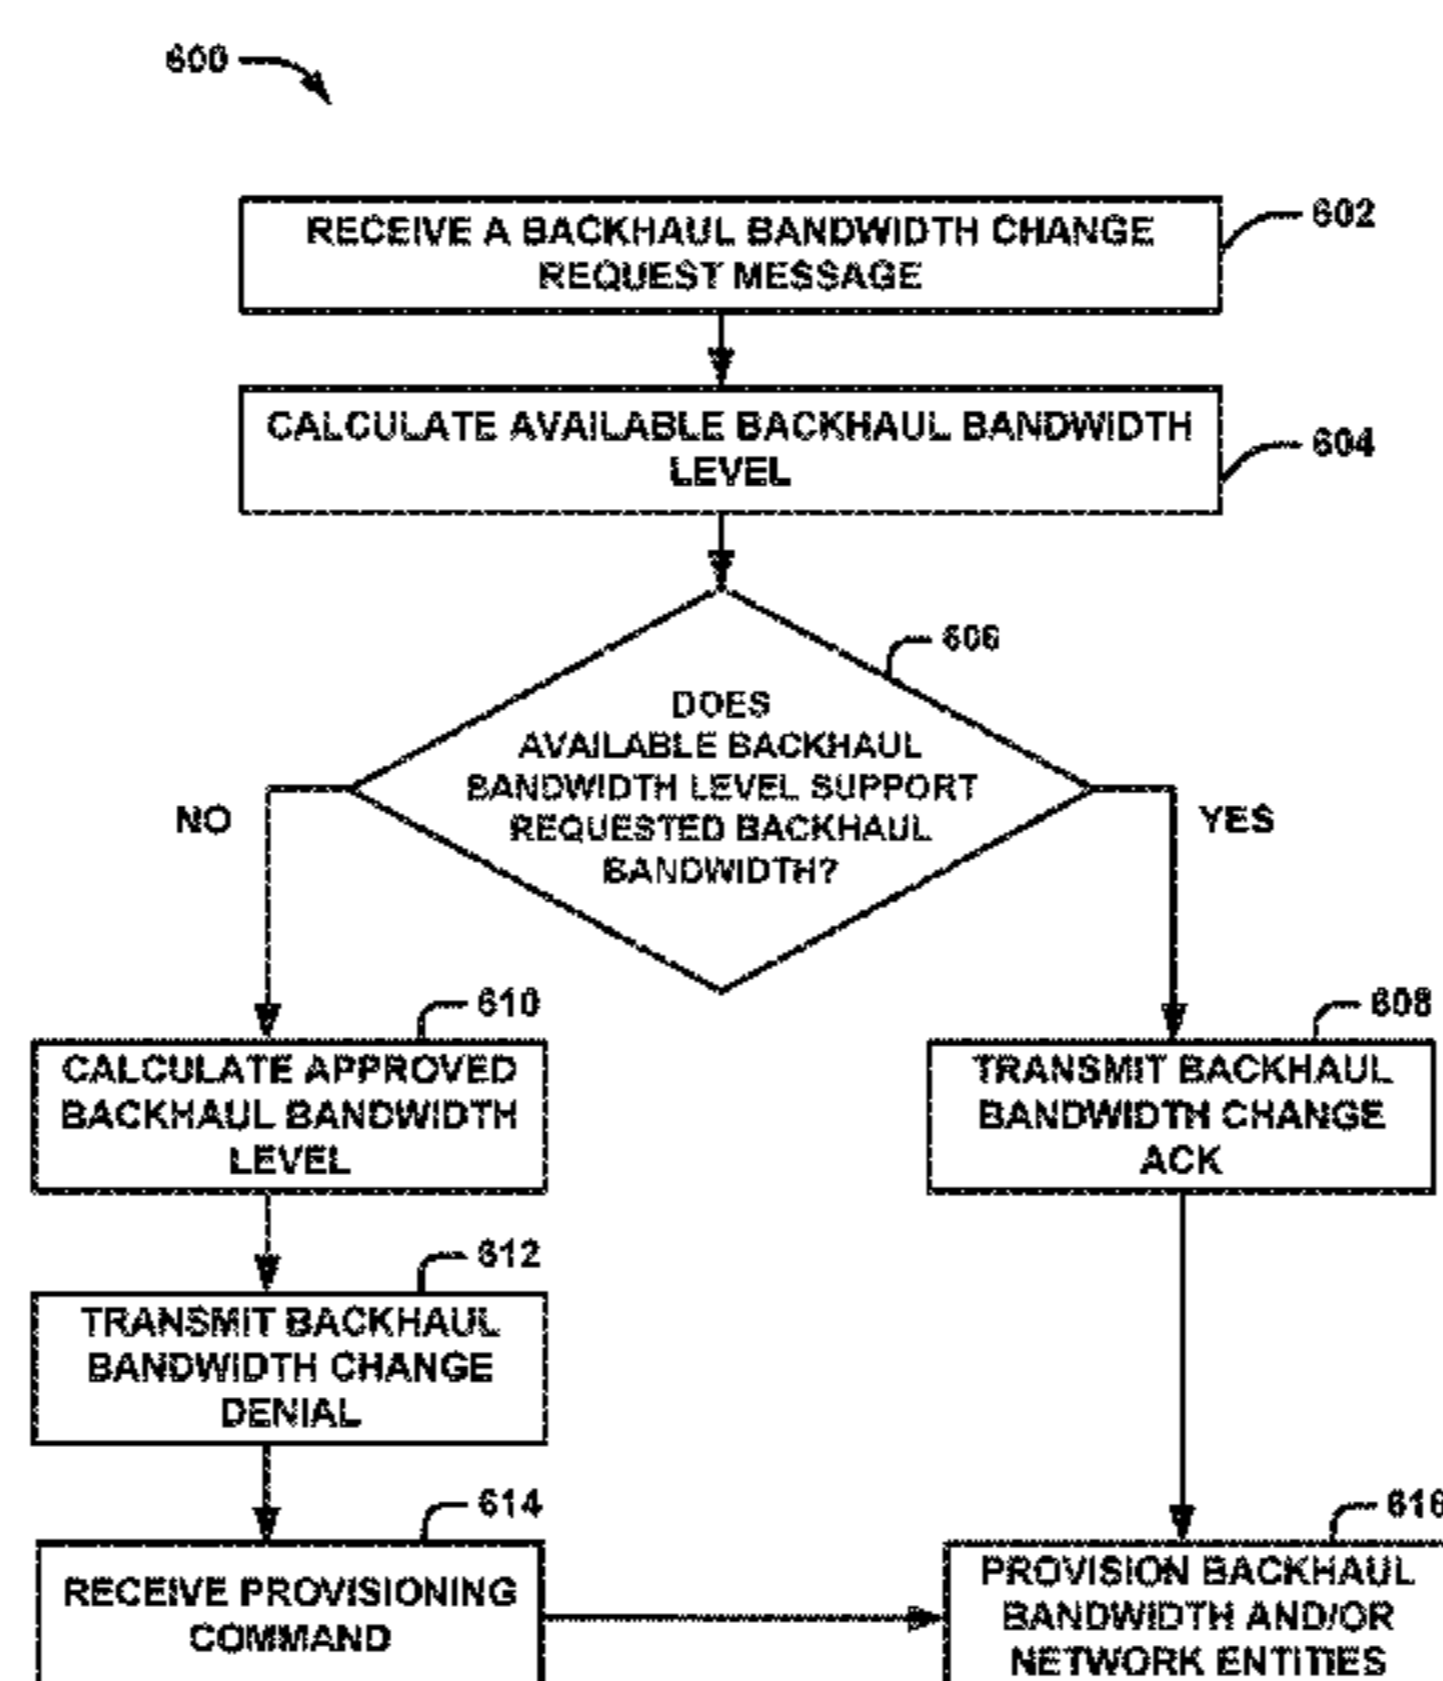 600
RECEIVE A BACKHAUL BANDWIDTH CHANGE
REQUEST MESSAGE
602
CALCULATE AVAILABLE BACKHAUL BANDWIDTH
LEVEL
604
606
DOES
AVAILABLE BACKHAUL
BANDWIDTH LEVEL SUPPORT
REQUESTED BACKHAUL
BANDWIDTH?
NO
YES
610
CALCULATE APPROVED
BACKHAUL BANDWIDTH
LEVEL
608
TRANSMIT BACKHAUL
BANDWIDTH CHANGE
ACK
612
TRANSMIT BACKHAUL
BANDWIDTH CHANGE
DENIAL
614
RECEIVE PROVISIONING
COMMAND
616
PROVISION BACKHAUL
BANDWIDTH AND/OR
NETWORK ENTITIES